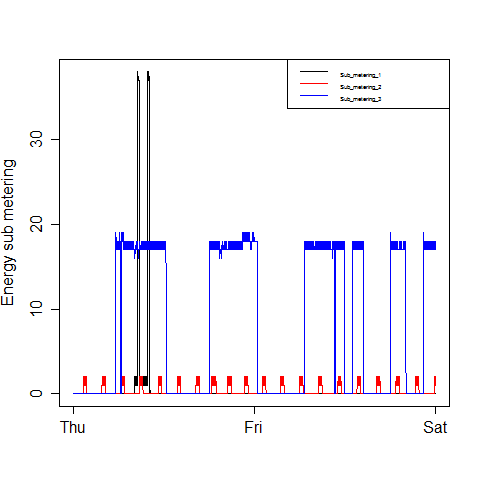 Sub_metering_1
Sub_metering_2
Sub_metering_3
Energy sub metering
30
20
10
0
Thu Fri Sat